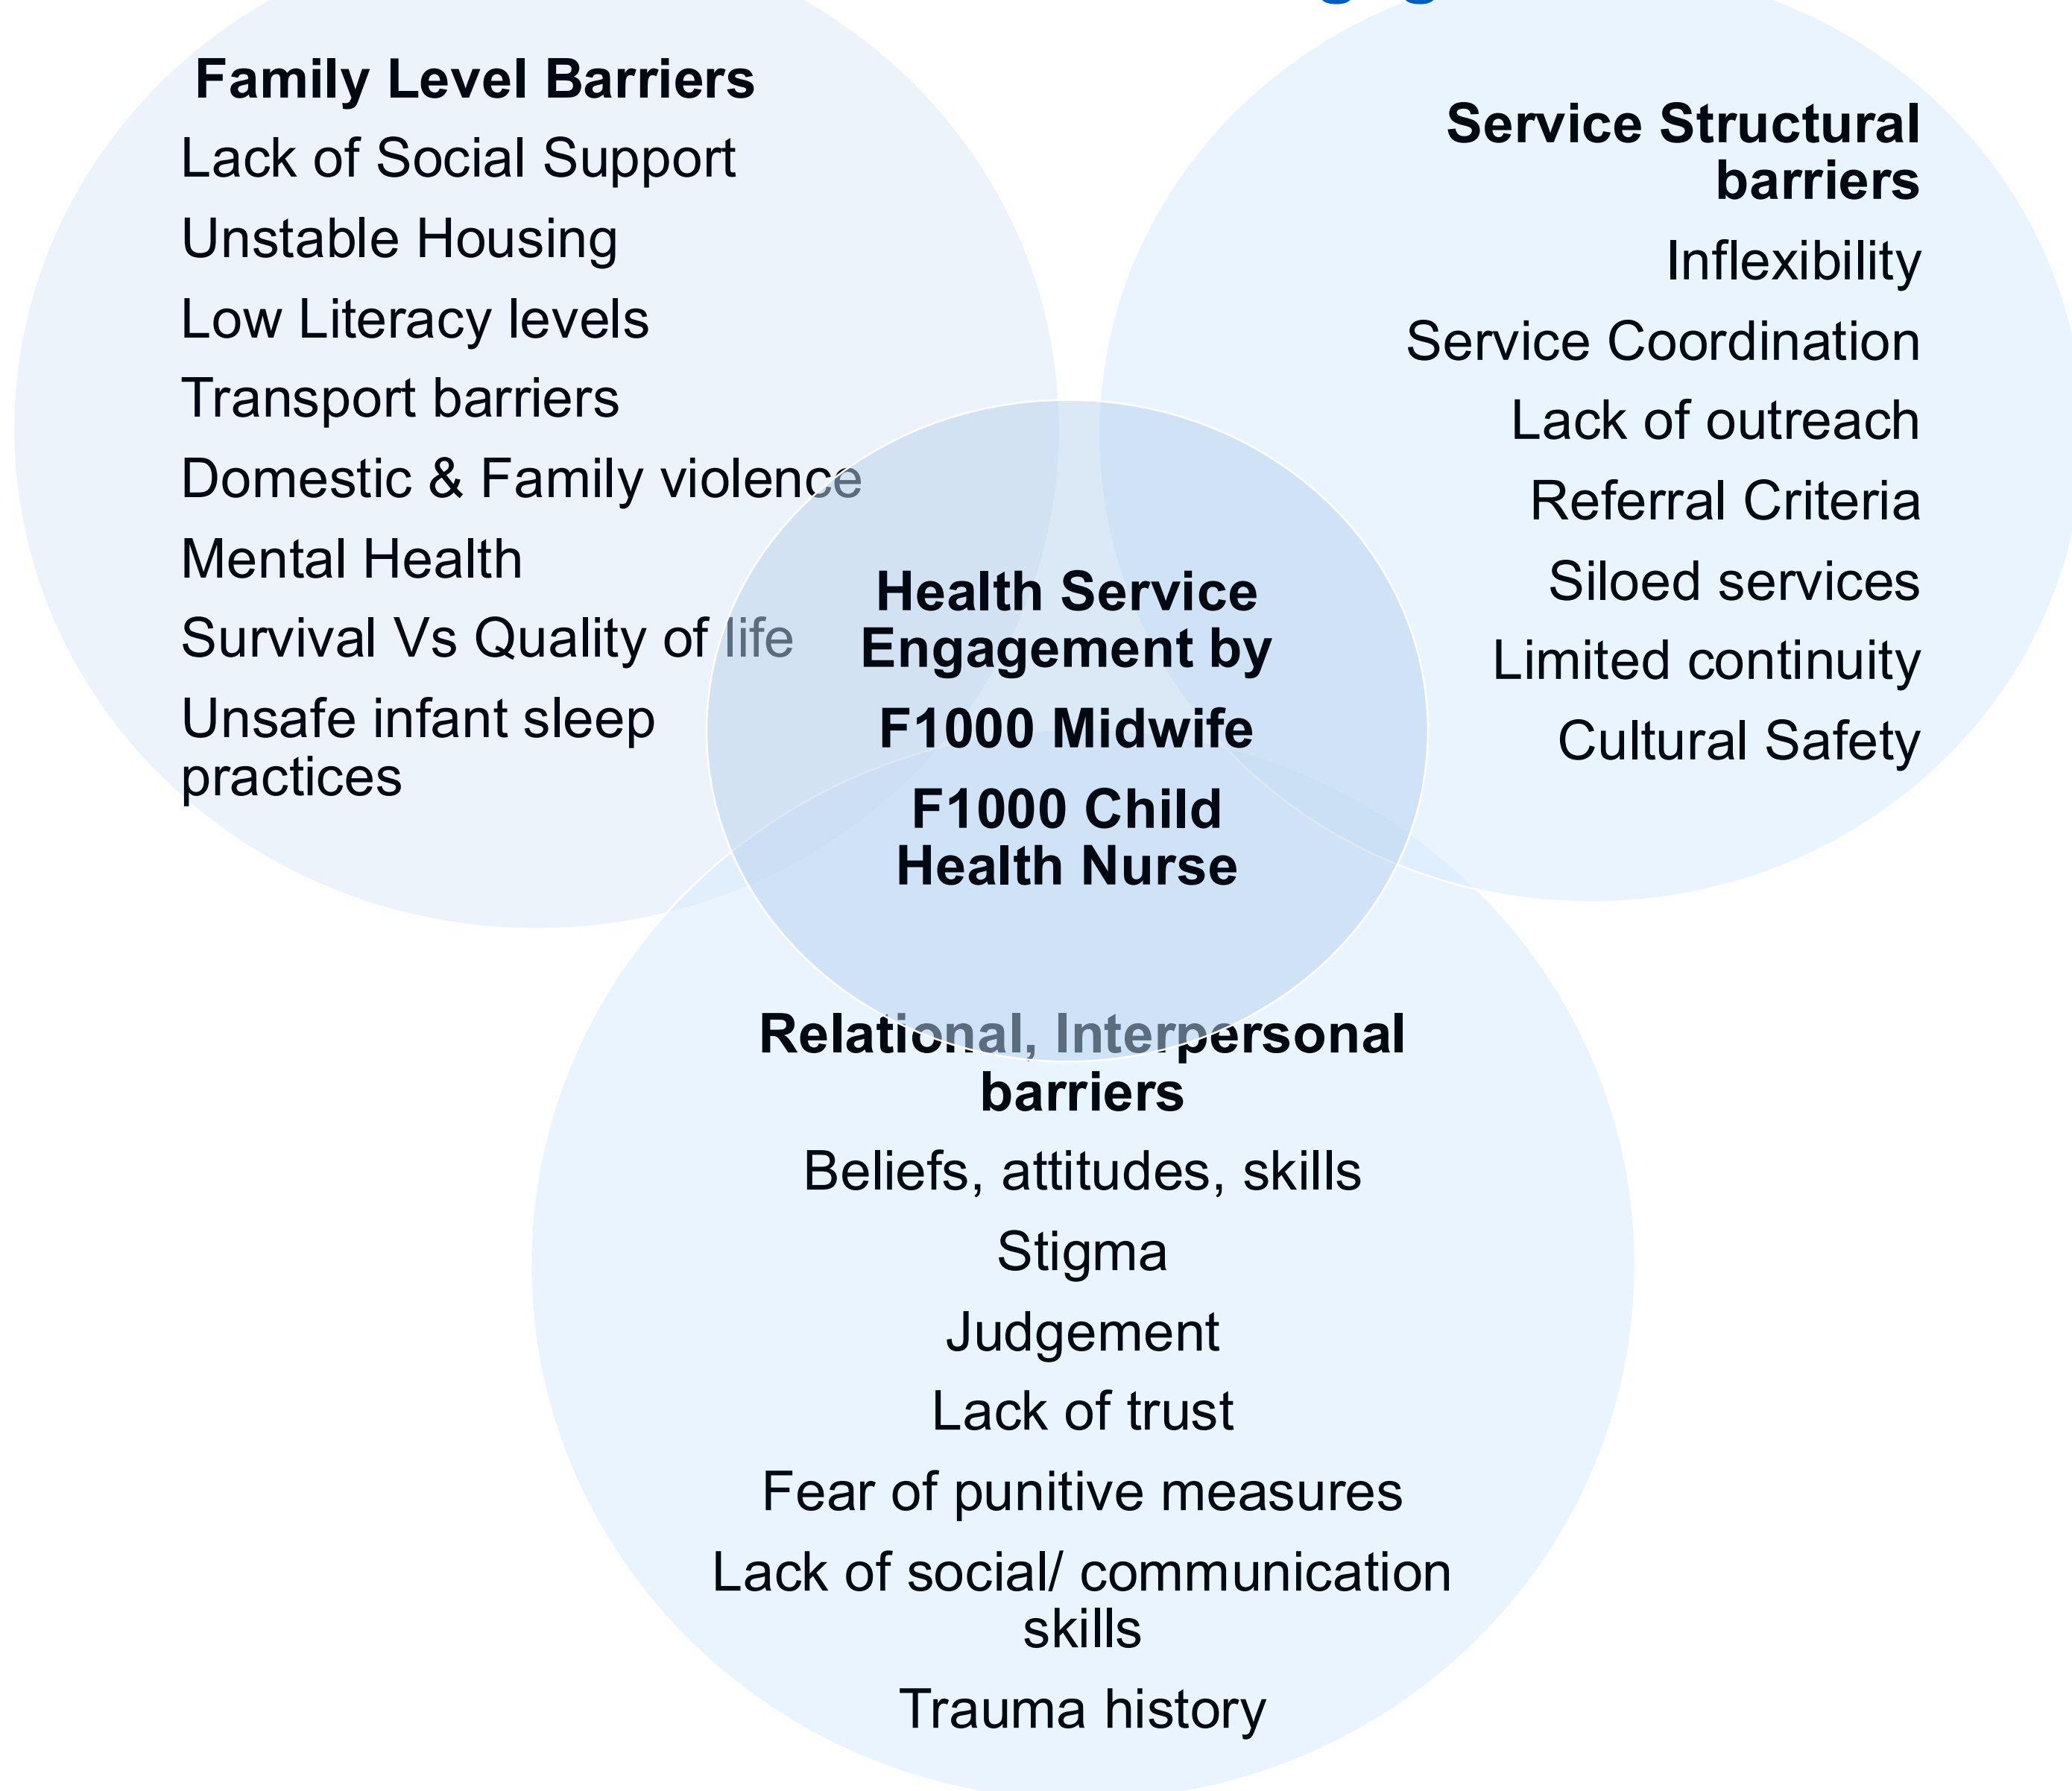 Family Level Barriers
Lack of Social Support
Unstable Housing
Low Literacy levels
Transport barriers
Domestic & Family violence
Mental Health
Survival Vs Quality of life
Unsafe infant sleep
practices
Service Structural
barriers
Inflexibility
Service Coordination
Lack of outreach
Referral Criteria
Siloed services
Limited continuity
Cultural Safety
Health Service
Engagement by
F1000 Midwife
F1000 Child
Health Nurse
Relational, Interpersonal
barriers
Beliefs, attitudes, skills
Stigma
Judgement
Lack of trust
Fear of punitive measures
Lack of social/ communication
skills
Trauma history